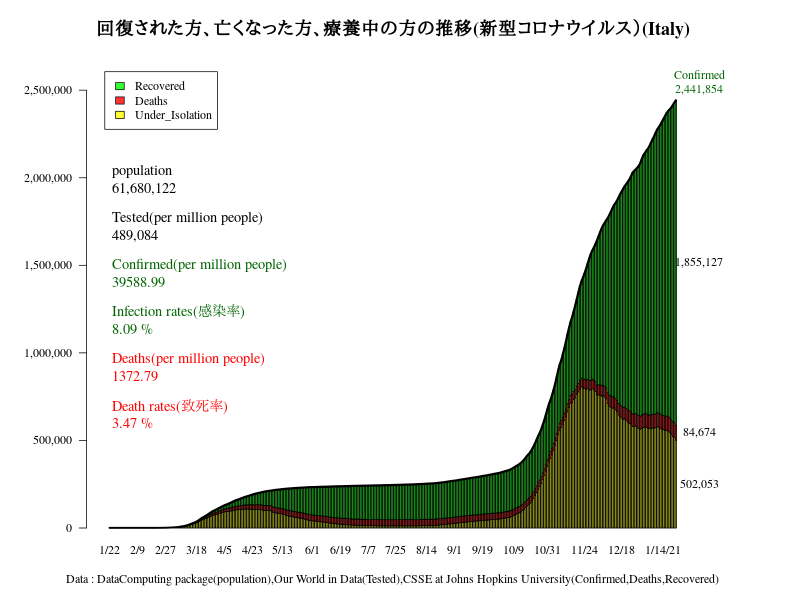 回復された方、亡くなった方、療養中の方の推移(新型コロナウイルス）(Italy)
Confirmed
2,441,854
Recovered
Deaths
Under_Isolation
2,500,000
2,000,000
1,500,000
1,000,000
500,000
0
population
61,680,122
Tested(per million people)
489,084
Confirmed(per million people)
39588.99
Infection rates(感染率)
8.09 %
Deaths(per million people)
1372.79
Death rates(致死率)
3.47 %
1,855,127
84,674
502,053
1/22 2/9 2/27 3/18 4/5 4/23 5/13 6/1 6/19 7/7 7/25 8/14 9/1 9/19 10/9 10/31 11/24 12/18 1/14/21
Data : DataComputing package(population),Our World in Data(Tested),CSSE at Johns Hopkins University(Confirmed,Deaths,Recovered)